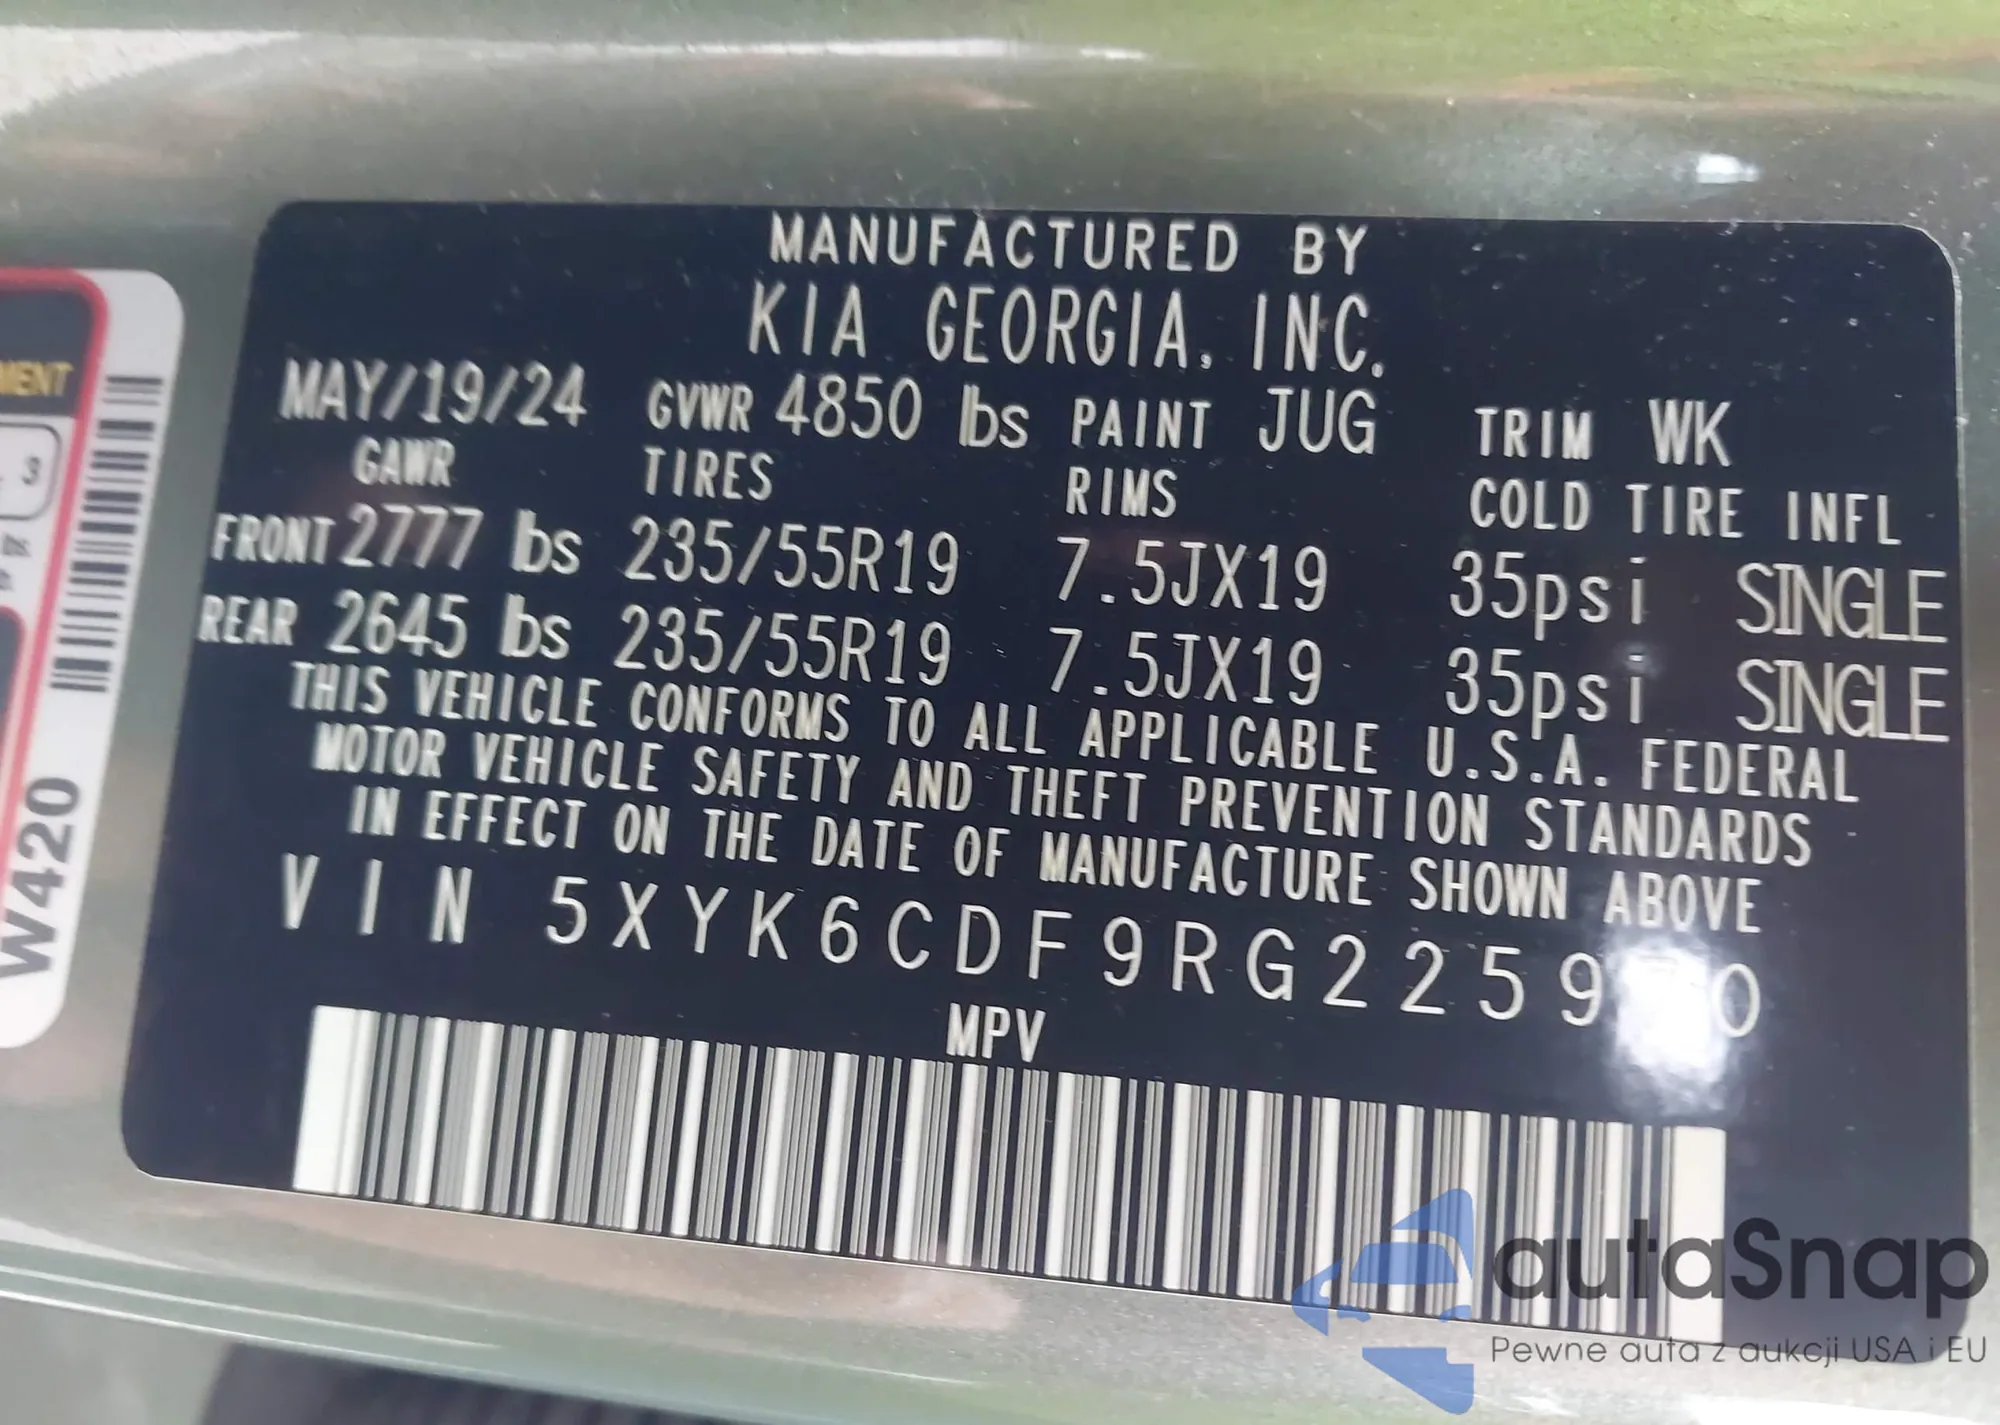 MANUFACTURED BY
KIA GEORGIA, INC.
MAY/19/24 GVWR 4850 lbs PAINT JUG TRIM WK
GAWR TIRES RIMS COLD TIRE INFL
FRONT 2777 lbs 235/55R19 7.5JX19 35psi SINGLE
REAR 2645 lbs 235/55R19 7.5JX19 35psi SINGLE
THIS VEHICLE CONFORMS TO ALL APPLICABLE U.S.A. FEDERAL
MOTOR VEHICLE SAFETY AND THEFT PREVENTION STANDARDS
IN EFFECT ON THE DATE OF MANUFACTURE SHOWN ABOVE
VIN
MPV
W420
3
autaSnap
Pewne auta z aukcji USA i EU